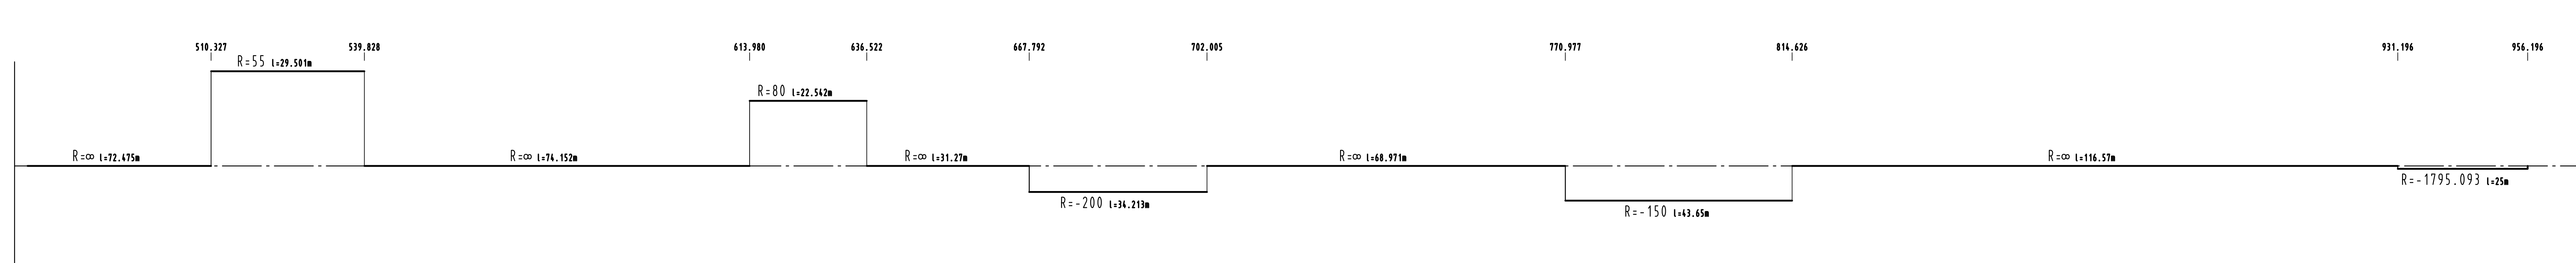 510.327 539.828 613.980 636.522 667.792 702.005 770.977 814.626 931.196 956.196
R=55 l=29.501m
R=80 l=22.542m
R=∞ l=72.475m
R=∞ l=74.152m
R=∞ l=31.27m
R=∞ l=68.971m
R=∞ l=116.57m
R=-1795.093 l=25m
R=-200 l=34.213m
R=-150 l=43.65m